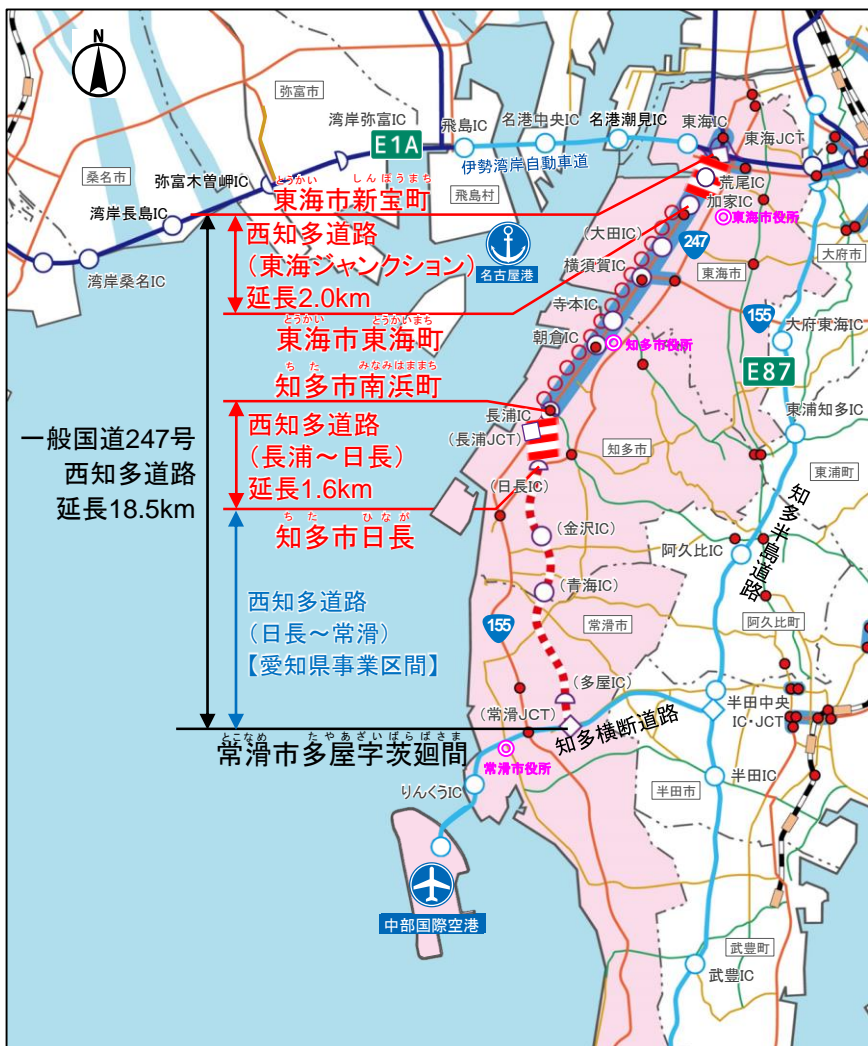 N
弥富市
湾岸弥富IC
飛島IC
名港中央IC
名港潮見IC
東海IC
東海JCT
E1A
伊勢湾岸自動車道
桑名市
弥富木曽岬IC
飛島村
荒尾IC
加家IC
湾岸長島IC
とうかい しんぽうまち
東海市新宝町
東海市役所
湾岸桑名IC
西知多道路
(東海ジャンクション)
延長2.0km
名古屋港
(大田IC)
247
横須賀IC
東海市
大府市
とうかい とうかいまち
東海市東海町
寺本IC
155
大府東海IC
朝倉IC
知多市役所
E87
ち た みなみはままち
知多市南浜町
長浦IC
(長浦JCT)
東浦知多IC
一般国道247号
西知多道路
延長18.5km
西知多道路
(長浦～日長)
延長1.6km
知多市
東浦町
(日長IC)
ち た ひなが
知多市日長
(金沢IC)
阿久比IC
知多半島道路
(青海IC)
西知多道路
(日長～常滑)
【愛知県事業区間】
155
常滑市
阿久比町
(多屋IC)
半田中央
IC・JCT
(常滑JCT)
知多横断道路
とこなめ たやあざいばらばさま
常滑市多屋字茨廻間
常滑市役所
りんくうIC
半田市
半田IC
中部国際空港
武豊町
武豊IC